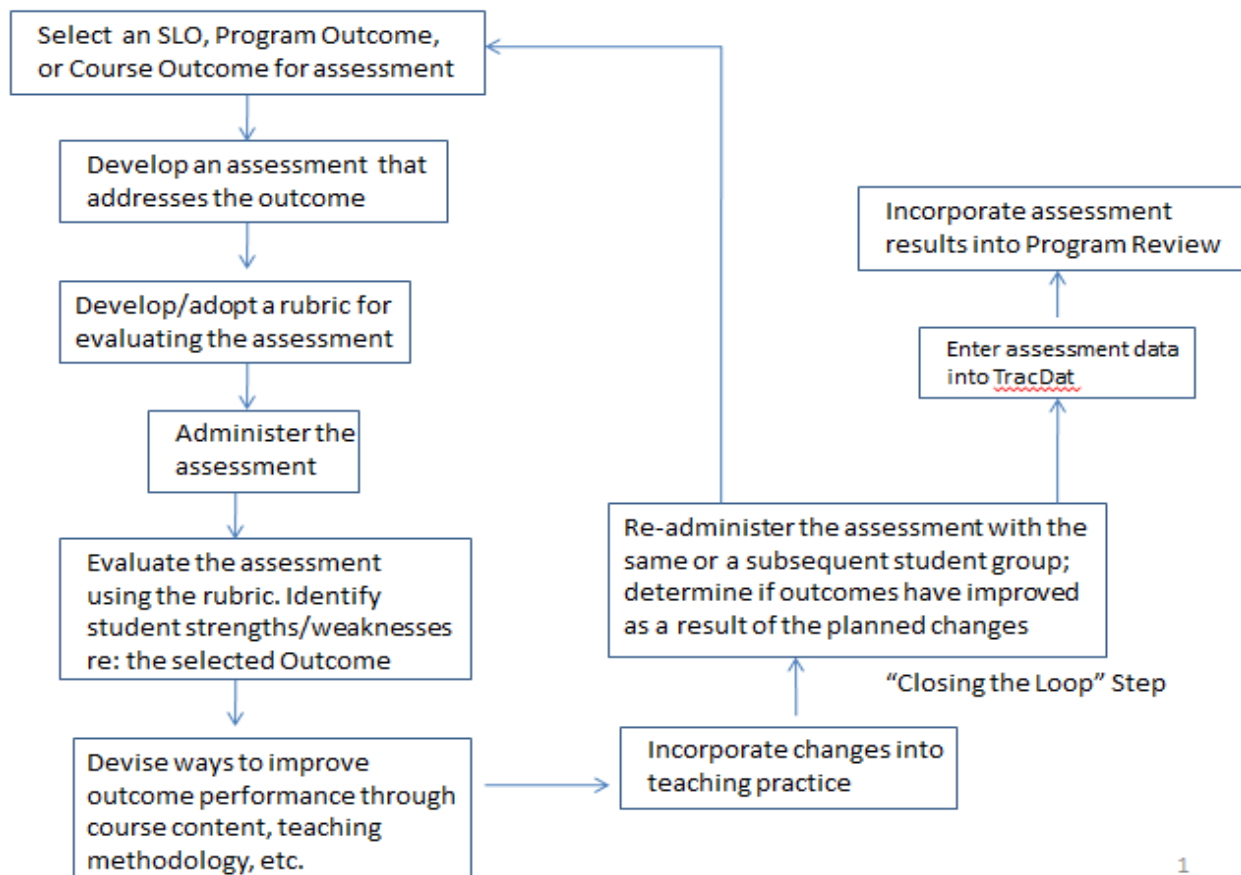 Select an SLO, Program Outcome,
or Course Outcome for assessment
Develop an assessment that
addresses the outcome
Develop/adopt a rubric for
evaluating the assessment
Administer the
assessment
Evaluate the assessment
using the rubric. Identify
student strengths/weaknesses
re: the selected Outcome
Devise ways to improve
outcome performance through
course content, teaching
methodology, etc.
Incorporate changes into
teaching practice
Re-administer the assessment with the
same or a subsequent student group;
determine if outcomes have improved
as a result of the planned changes
"Closing the Loop" Step
Enter assessment data
into TracDat
Incorporate assessment
results into Program Review
1